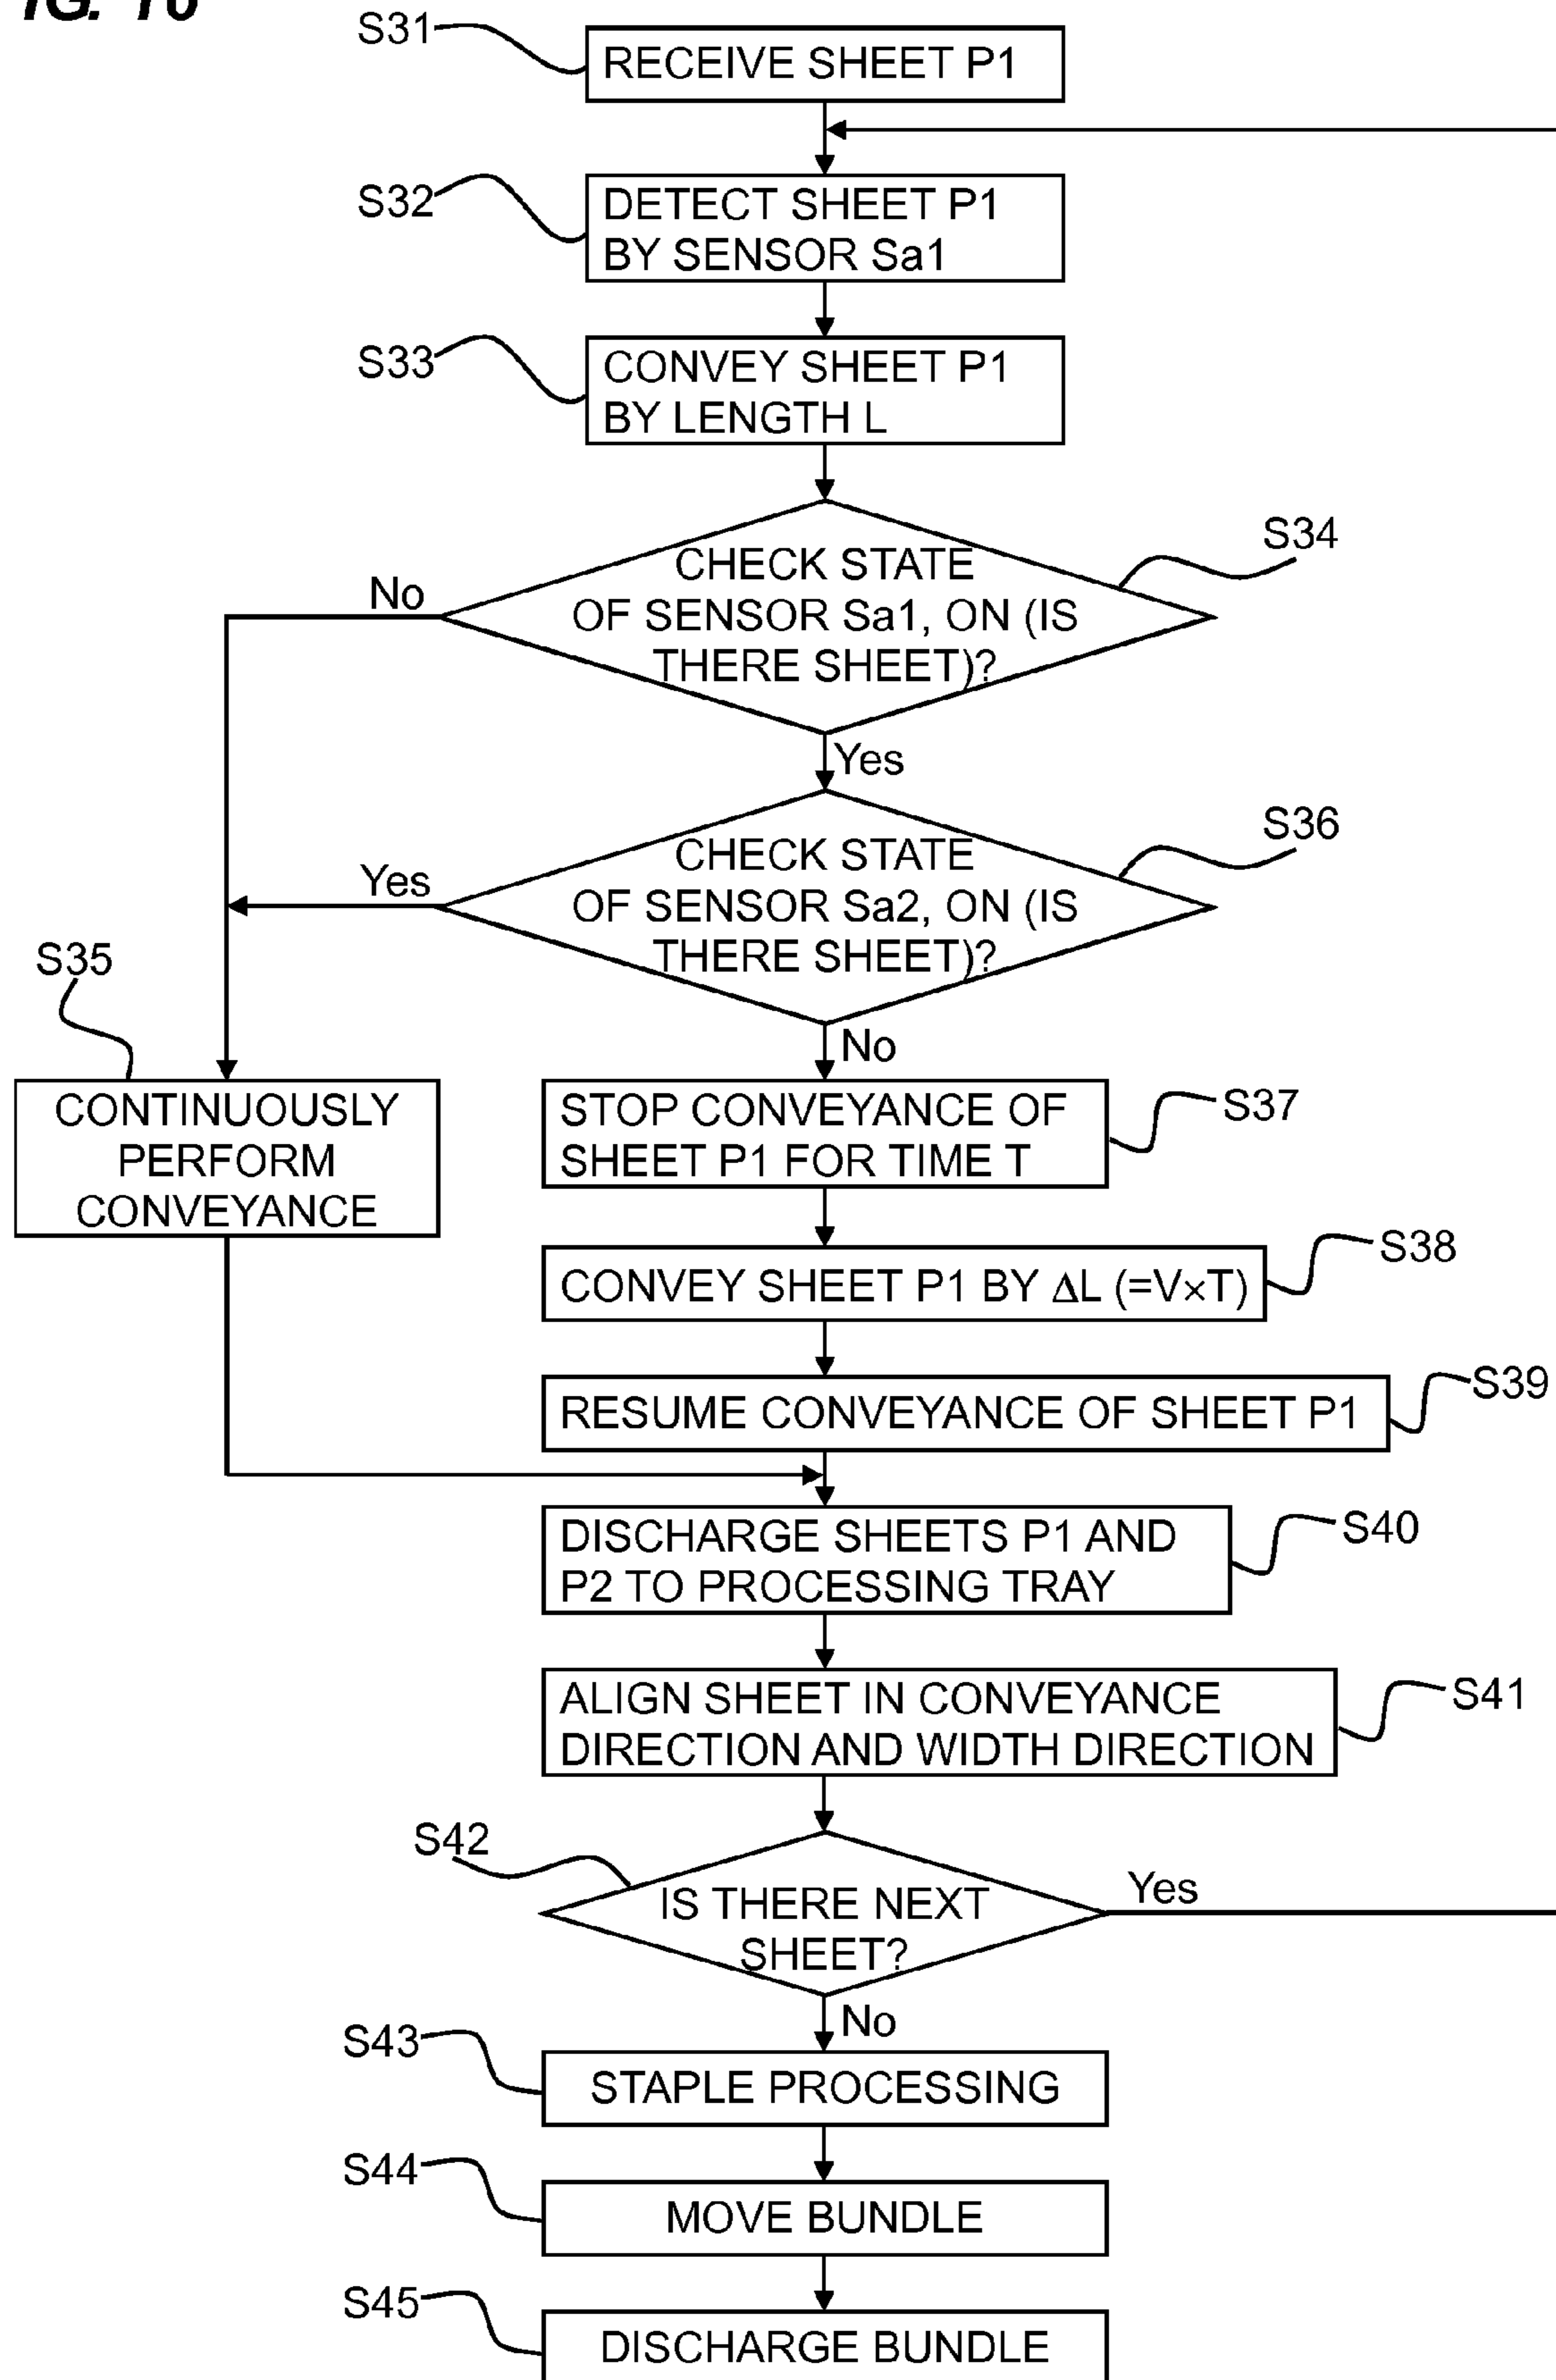 IG. 10
S31
RECEIVE SHEET P1
S32
DETECT SHEET P1
BY SENSOR Sa1
S33
CONVEY SHEET P1
BY LENGTH L
S34
CHECK STATE
OF SENSOR Sa1, ON (IS
THERE SHEET)?
No
Yes
S36
CHECK STATE
OF SENSOR Sa2, ON (IS
THERE SHEET)?
Yes
No
S35
CONTINUOUSLY
PERFORM
CONVEYANCE
S37
STOP CONVEYANCE OF
SHEET P1 FOR TIME T
S38
CONVEY SHEET P1 BY ΔL (=V×T)
S39
RESUME CONVEYANCE OF SHEET P1
S40
DISCHARGE SHEETS P1 AND
P2 TO PROCESSING TRAY
S41
ALIGN SHEET IN CONVEYANCE
DIRECTION AND WIDTH DIRECTION
S42
IS THERE NEXT
SHEET?
Yes
No
S43
STAPLE PROCESSING
S44
MOVE BUNDLE
S45
DISCHARGE BUNDLE